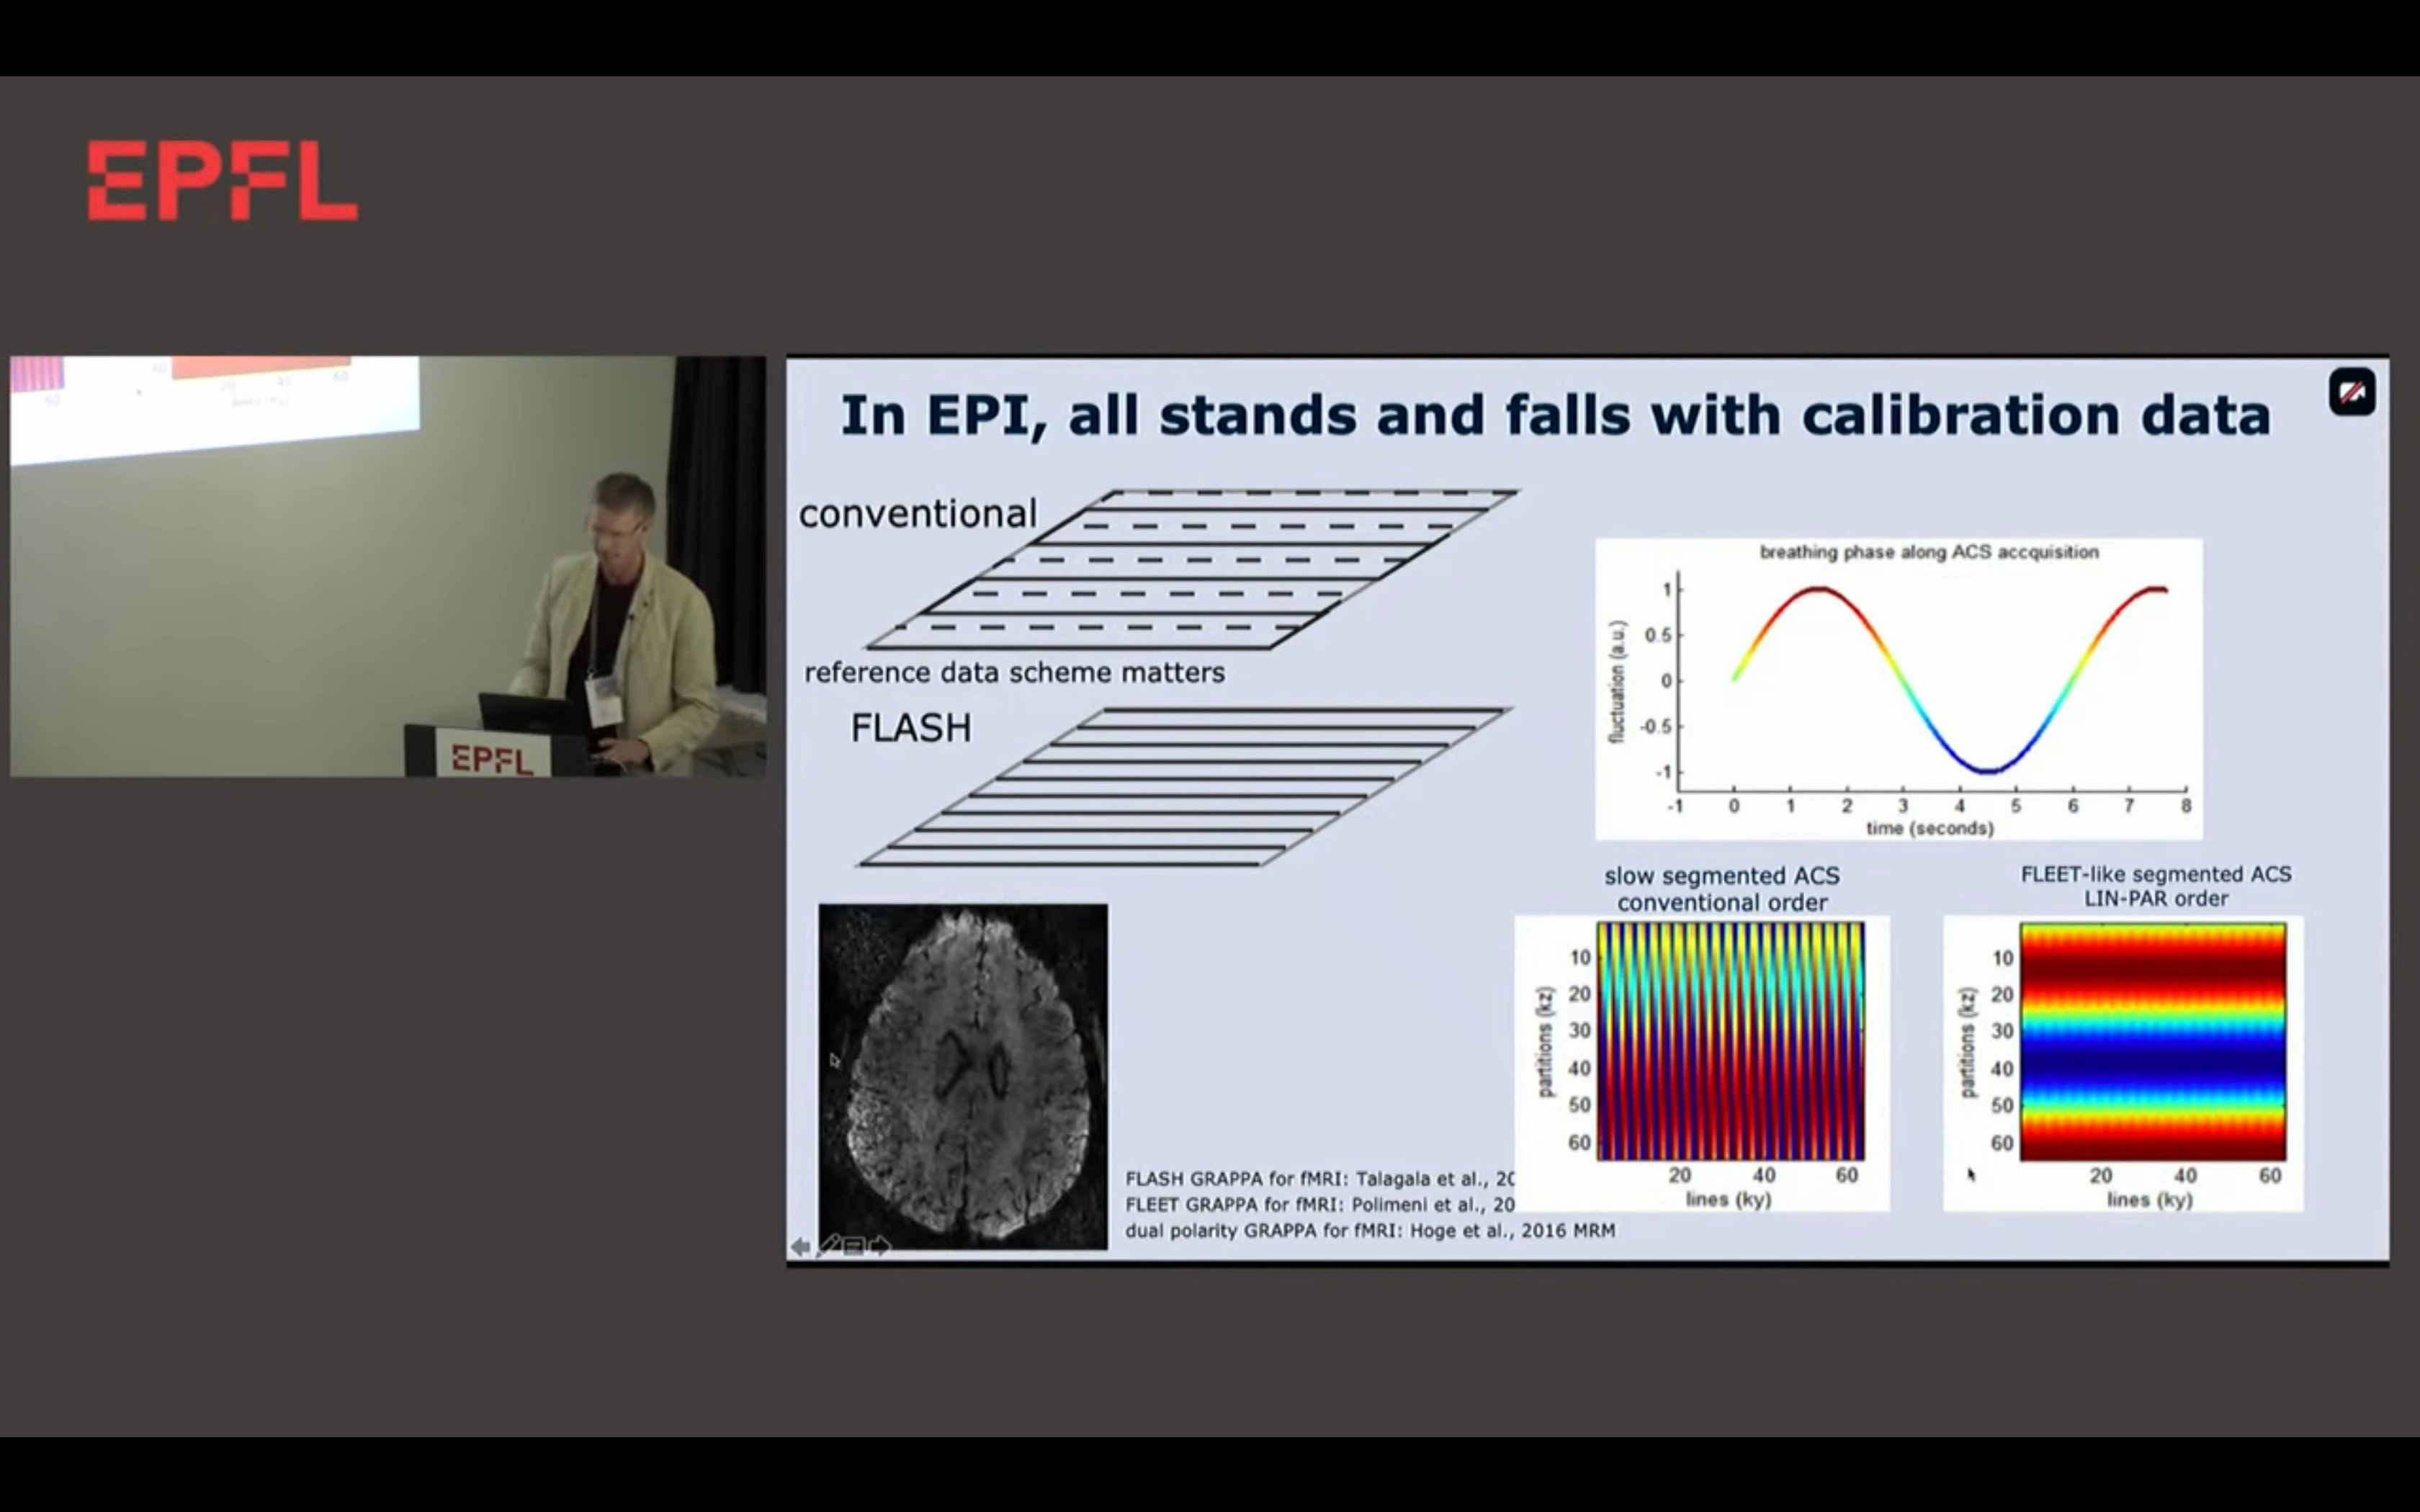 EPFL
EPFL
60
60
20
60
In EPI, all stands and falls with calibration data
conventional
reference data scheme matters
FLASH
breathing phase along ACS accquisition
fluctuation (a.u.)
1
0.5
0
-0.5
-1
-1 0 1 2 3 4 5 6 7 8
time (seconds)
slow segmented ACS
conventional order
partitions (kz)
10
20
30
40
50
60
20 40 60
lines (ky)
FLEET-like segmented ACS
LIN-PAR order
partitions (kz)
10
20
30
40
50
60
20 40 60
lines (ky)
FLASH GRAPPA for fMRI: Talagala et al., 20
FLEET GRAPPA for fMRI: Polimeni et al., 20
dual polarity GRAPPA for fMRI: Hoge et al., 2016 MRM